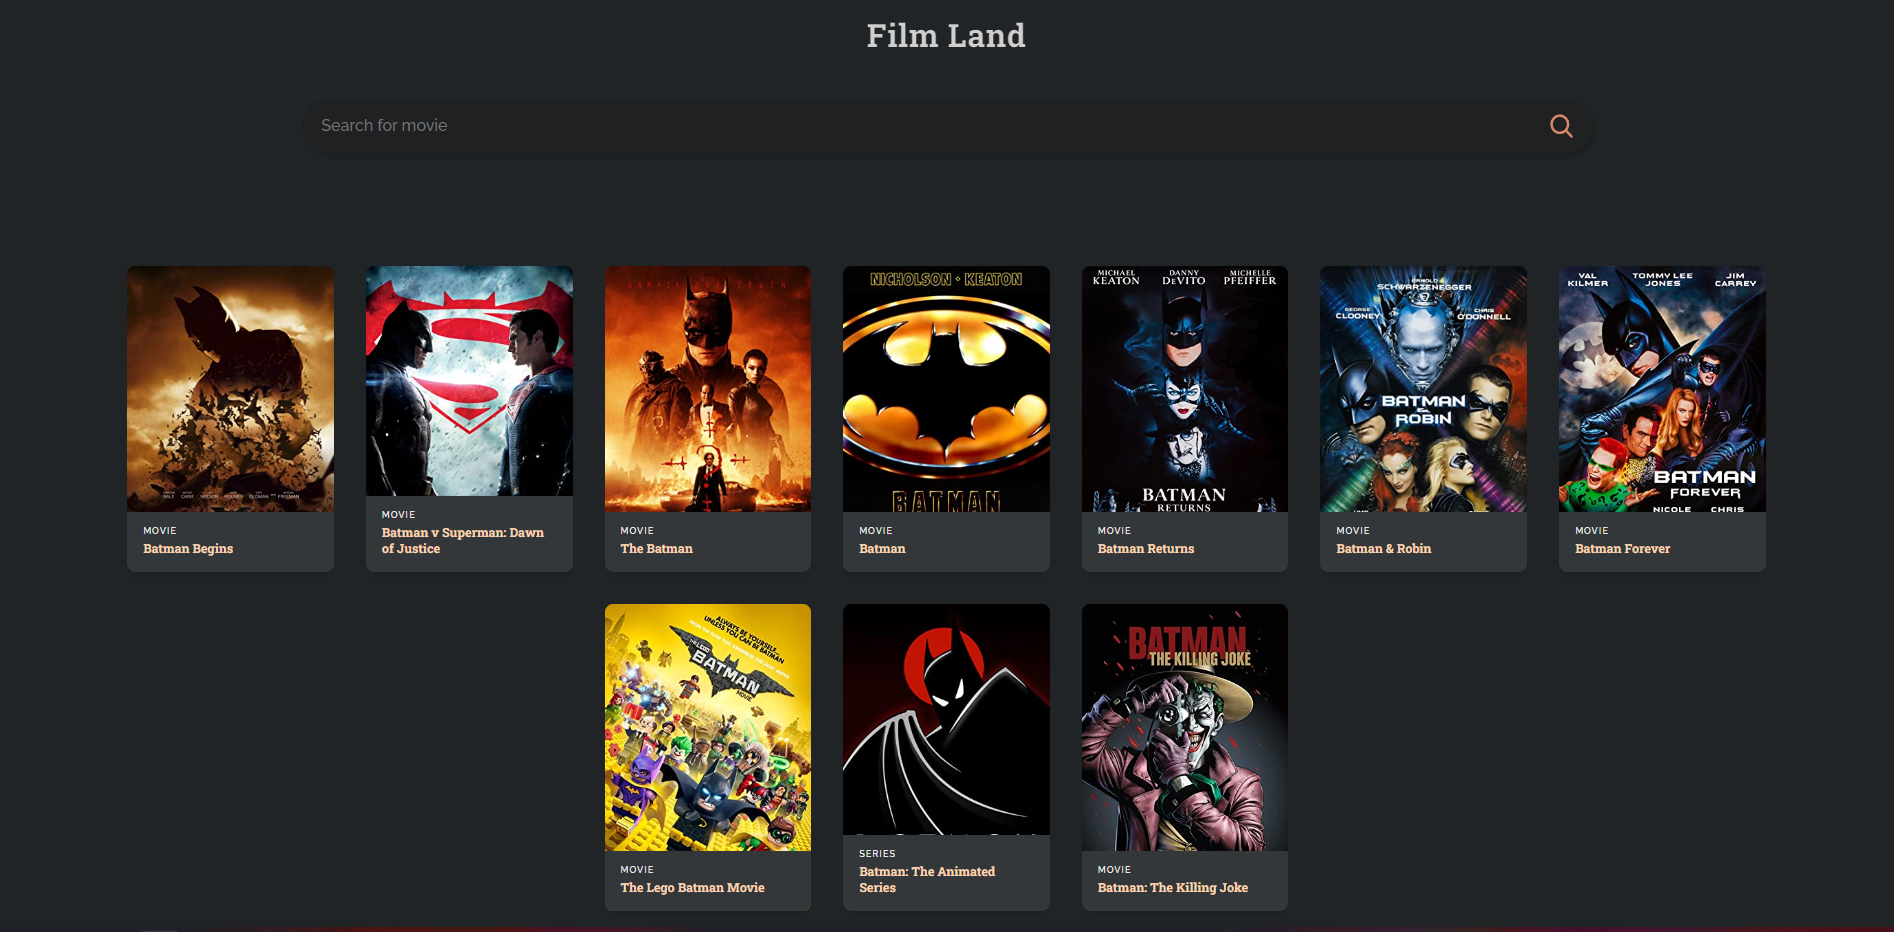 Film Land
Search for movie
MOVIE
Batman Begins
MOVIE
Batman v Superman: Dawn
of Justice
UNMASK THE TRUTH
MOVIE
The Batman
NICHOLSON · KEATON
BATMAN
MOVIE
Batman
MICHAEL KEATON DANNY DEVITO MICHELLE PFEIFFER
BATMAN
RETURNS
MOVIE
Batman Returns
ARNOLD
SCHWARZENEGGER
GEORGE CLOONEY CHRIS O'DONNELL
BATMAN
&
ROBIN
MOVIE
Batman & Robin
VAL KILMER TOMMY LEE JONES JIM CARREY
BATMAN
FOREVER
NICOLE CHRIS
MOVIE
Batman Forever
ALWAYS BE YOURSELF...
UNLESS YOU CAN BE BATMAN
THE LEGO
BATMAN
MOVIE
MOVIE
The Lego Batman Movie
SERIES
Batman: The Animated
Series
BATMAN
THE KILLING JOKE
MOVIE
Batman: The Killing Joke